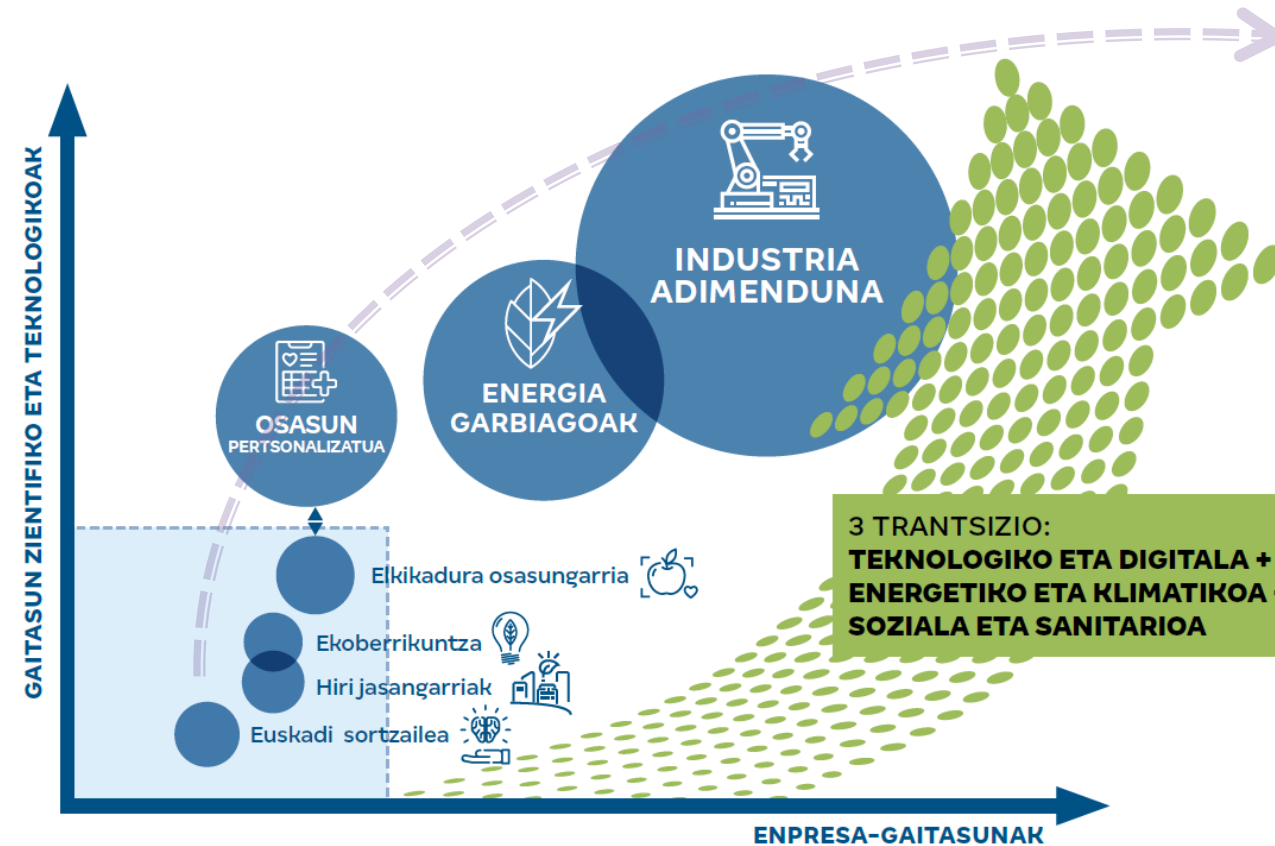 GAITASUN ZIENTIFIKO ETA TEKNOLOGIKOAK
INDUSTRIA
ADIMENDUNA
ENERGIA
GARBIAGOAK
OSASUN
PERTSONALIZATUA
Elkikadura osasungarria
Ekoberrikuntza
Hiri jasangarriak
Euskadi sortzailea
3 TRANTSIZIO:
TEKNOLOGIKO ETA DIGITALA +
ENERGETIKO ETA KLIMATIKOA +
SOZIALA ETA SANITARIOA
ENPRESA-GAITASUNAK